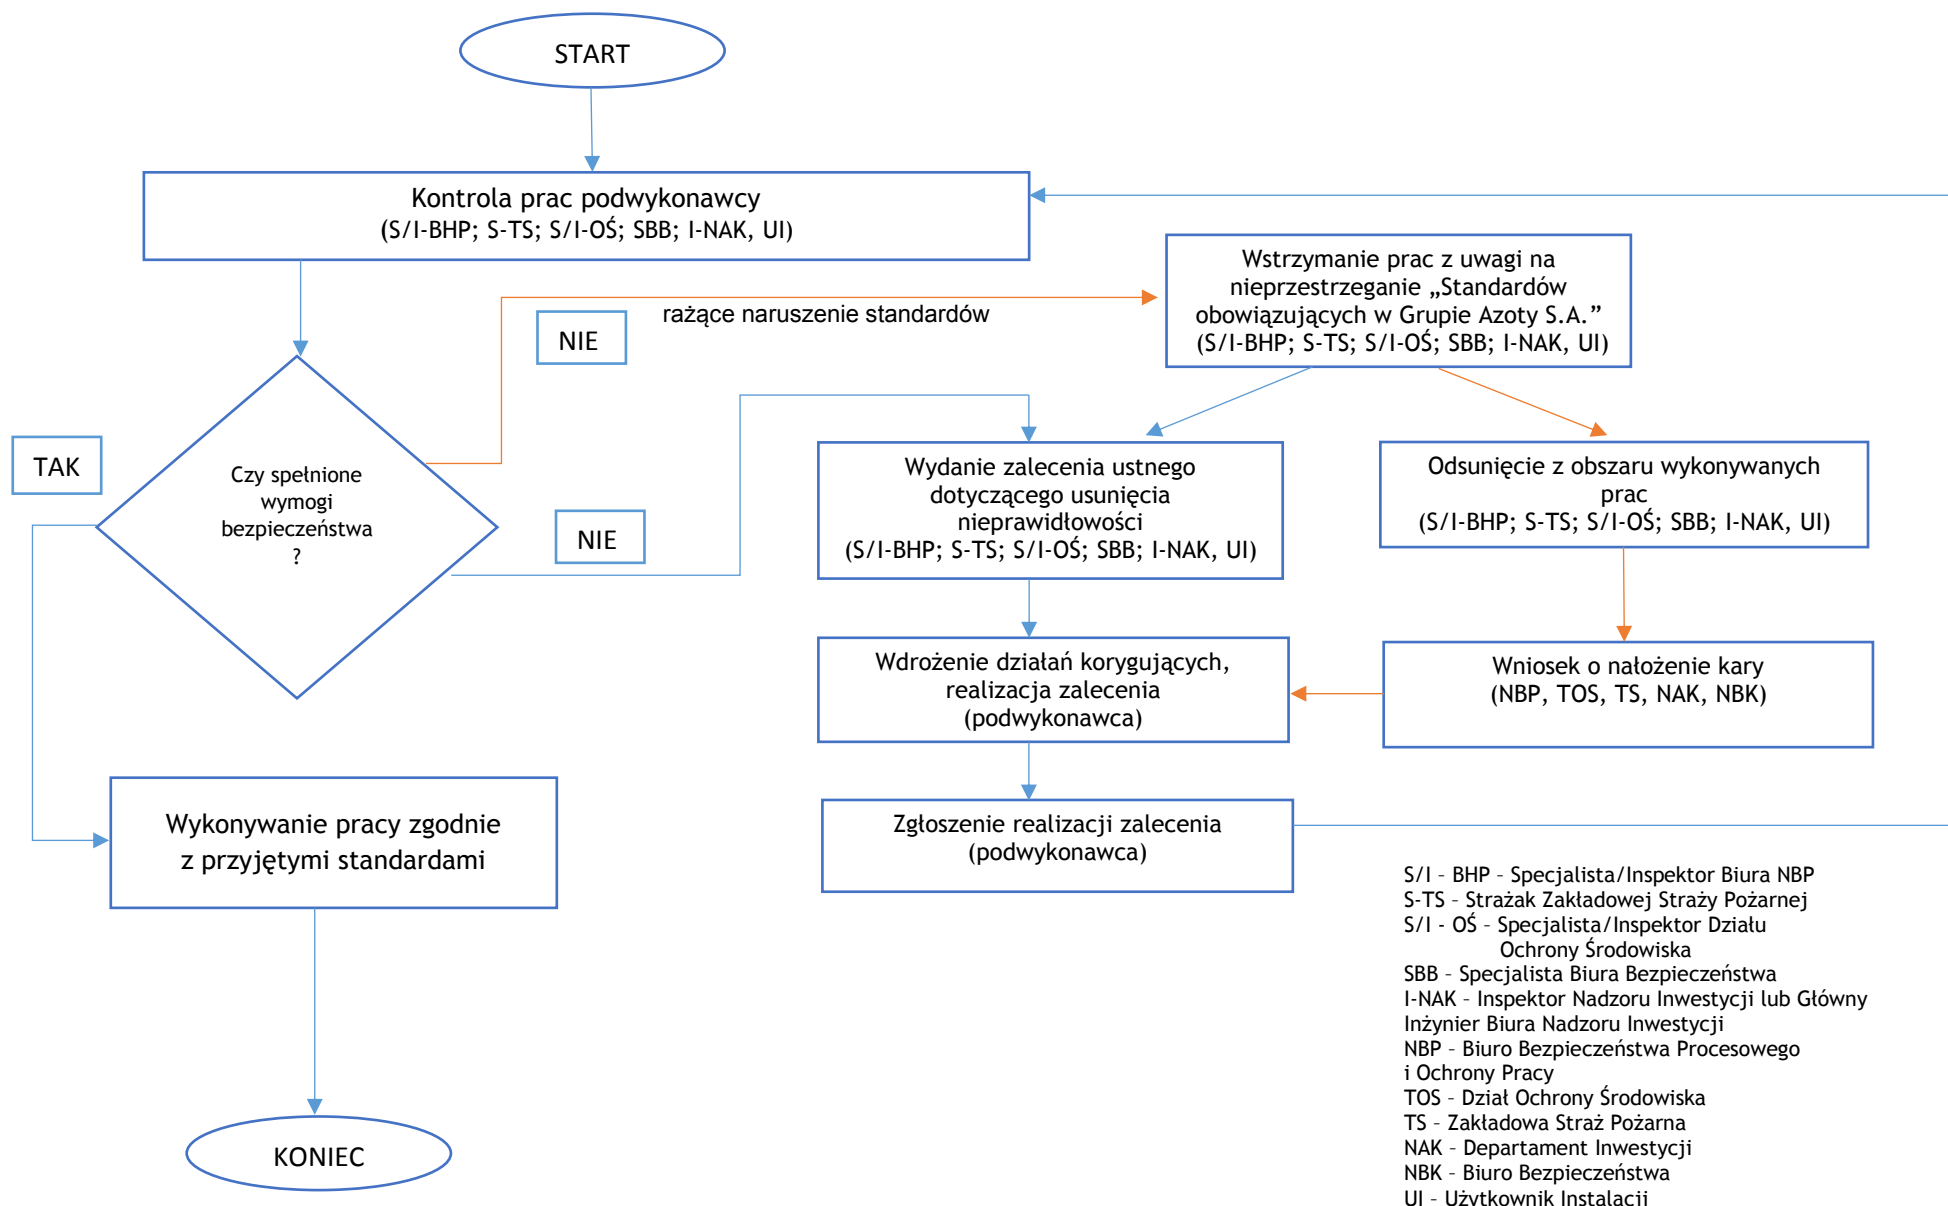 START
Kontrola prac podwykonawcy
(S/I-BHP; S-TS; S/I-OŚ; SBB; I-NAK, UI)
Wstrzymanie prac z uwagi na
nieprzestrzeganie „Standardów
obowiązujących w Grupie Azoty S.A.”
(S/I-BHP; S-TS; S/I-OŚ; SBB; I-NAK, UI)
rażące naruszenie standardów
NIE
TAK
Czy spełnione
wymogi
bezpieczeństwa
?
NIE
Wydanie zalecenia ustnego
dotyczącego usunięcia
nieprawidłowości
(S/I-BHP; S-TS; S/I-OŚ; SBB; I-NAK, UI)
Odsunięcie z obszaru wykonywanych
prac
(S/I-BHP; S-TS; S/I-OŚ; SBB; I-NAK, UI)
Wdrożenie działań korygujących,
realizacja zalecenia
(podwykonawca)
Wniosek o nałożenie kary
(NBP, TOS, TS, NAK, NBK)
Wykonywanie pracy zgodnie
z przyjętymi standardami
Zgłoszenie realizacji zalecenia
(podwykonawca)
KONIEC
S/I – BHP – Specjalista/Inspektor Biura NBP
S-TS – Strażak Zakładowej Straży Pożarnej
S/I - OŚ – Specjalista/Inspektor Działu
Ochrony Środowiska
SBB – Specjalista Biura Bezpieczeństwa
I-NAK – Inspektor Nadzoru Inwestycji lub Główny
Inżynier Biura Nadzoru Inwestycji
NBP – Biuro Bezpieczeństwa Procesowego
i Ochrony Pracy
TOS – Dział Ochrony Środowiska
TS – Zakładowa Straż Pożarna
NAK – Departament Inwestycji
NBK – Biuro Bezpieczeństwa
UI – Użytkownik Instalacji